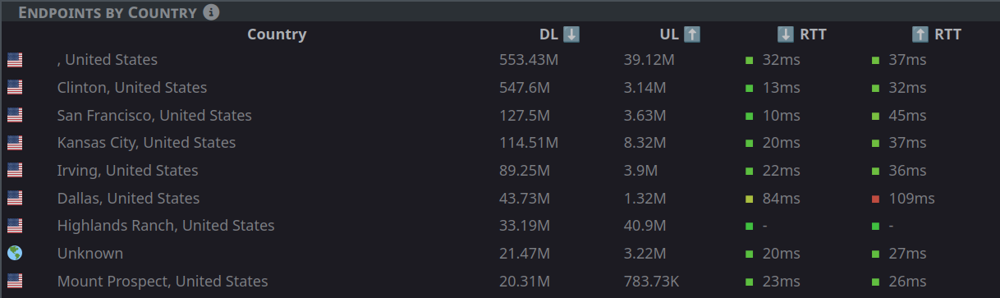 ENDPOINTS BY COUNTRY i
Country DL ⬇ UL ⬆ ⬇ RTT ⬆ RTT
, United States 553.43M 39.12M 32ms 37ms
Clinton, United States 547.6M 3.14M 13ms 32ms
San Francisco, United States 127.5M 3.63M 10ms 45ms
Kansas City, United States 114.51M 8.32M 20ms 37ms
Irving, United States 89.25M 3.9M 22ms 36ms
Dallas, United States 43.73M 1.32M 84ms 109ms
Highlands Ranch, United States 33.19M 40.9M - -
Unknown 21.47M 3.22M 20ms 27ms
Mount Prospect, United States 20.31M 783.73K 23ms 26ms